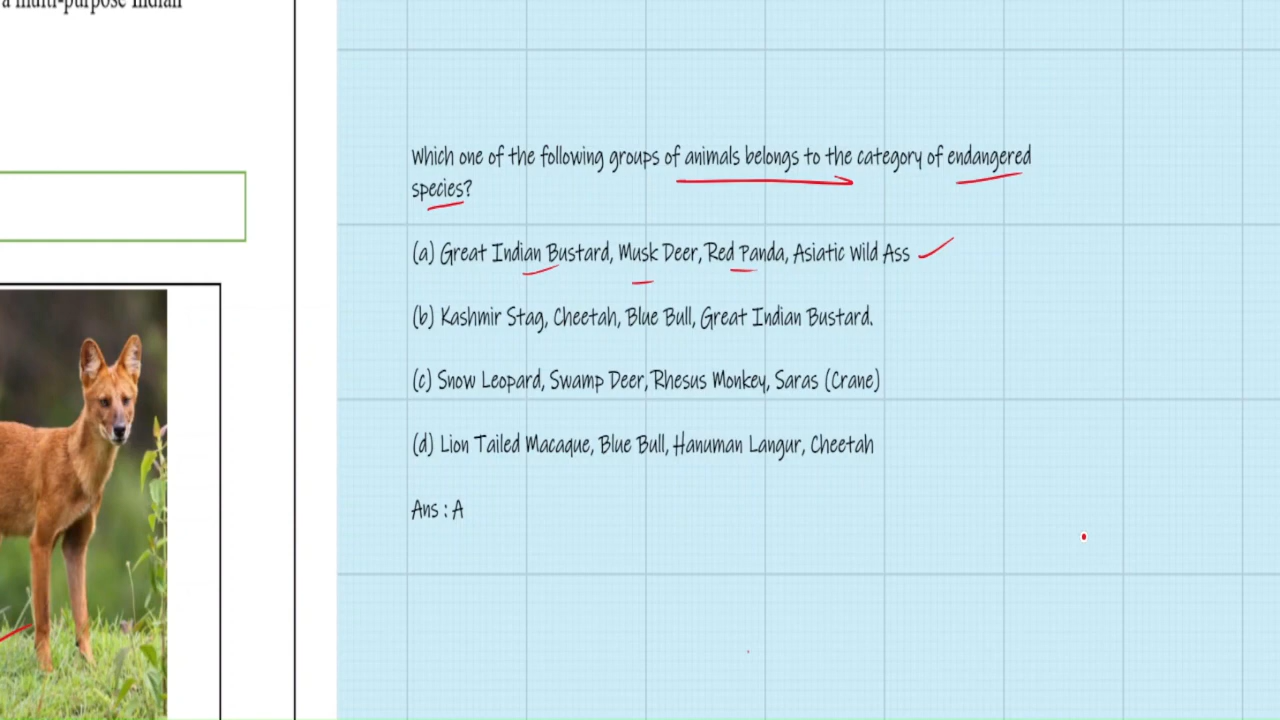 a multi-purpose Indian
Which one of the following groups of animals belongs to the category of endangered
species?
(a) Great Indian Bustard, Musk Deer, Red Panda, Asiatic Wild Ass
(b) Kashmir Stag, Cheetah, Blue Bull, Great Indian Bustard.
(c) Snow Leopard, Swamp Deer, Rhesus Monkey, Saras (Crane)
(d) Lion Tailed Macaque, Blue Bull, Hanuman Langur, Cheetah
Ans : A